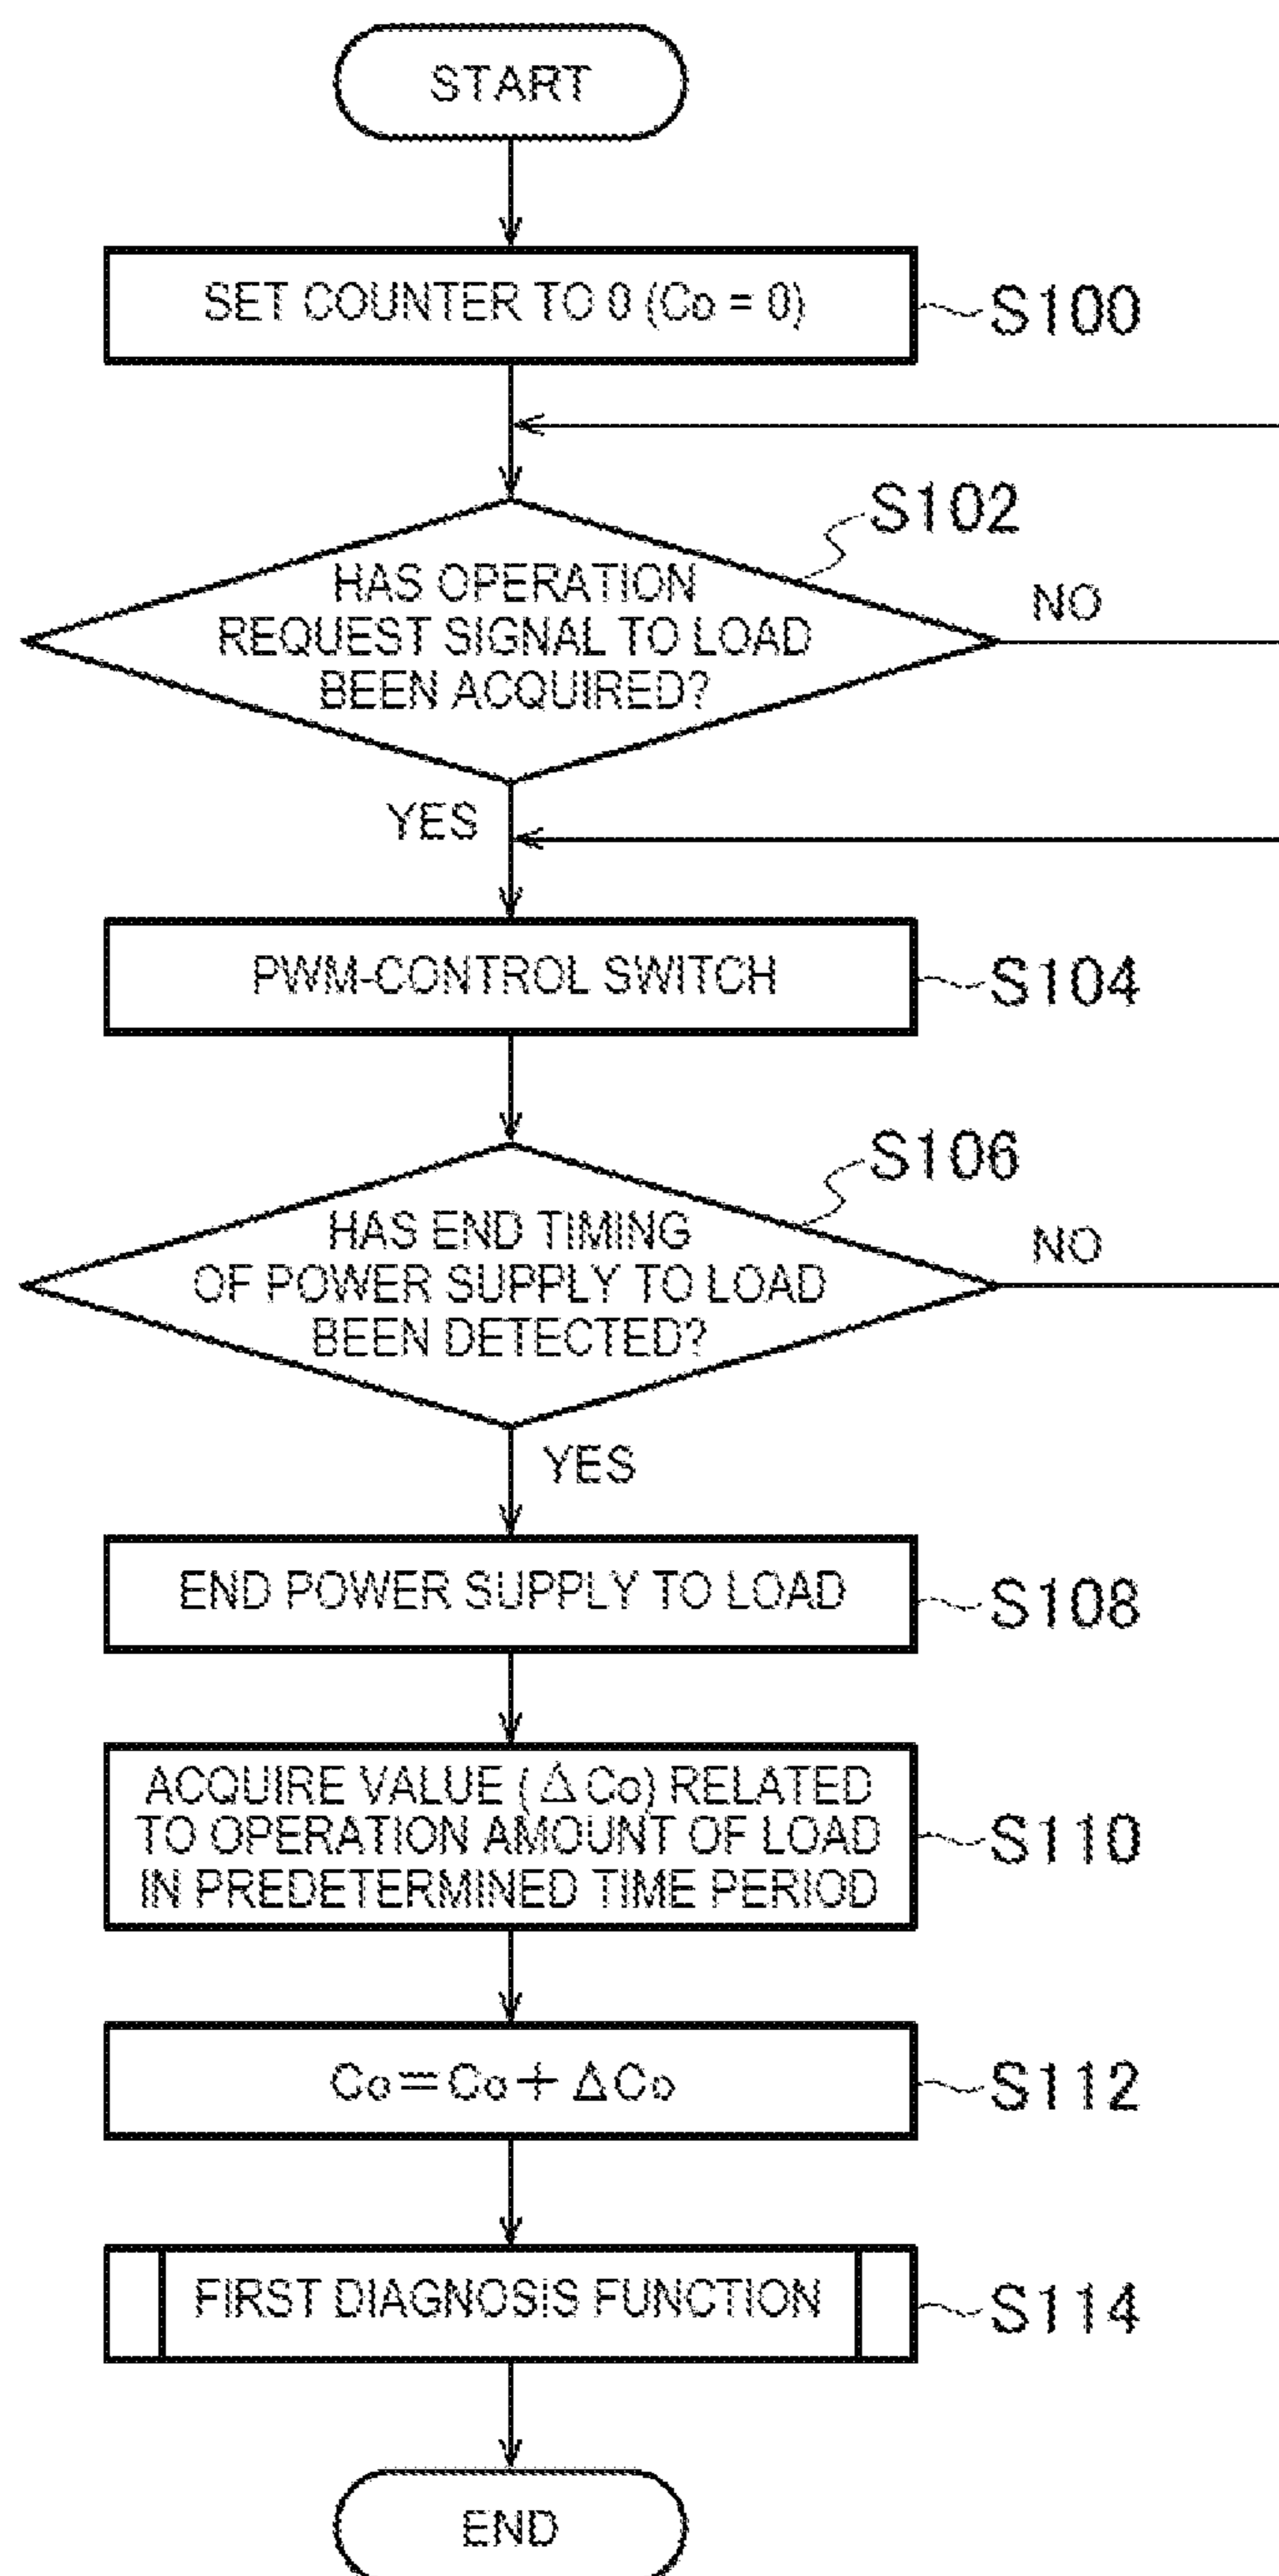 START
SET COUNTER TO 0 (Co = 0)
S100
S102
HAS OPERATION
REQUEST SIGNAL TO LOAD
BEEN ACQUIRED?
NO
YES
PWM-CONTROL SWITCH
S104
S106
HAS END TIMING
OF POWER SUPPLY TO LOAD
BEEN DETECTED?
NO
YES
END POWER SUPPLY TO LOAD
S108
ACQUIRE VALUE (ΔCo) RELATED
TO OPERATION AMOUNT OF LOAD
IN PREDETERMINED TIME PERIOD
S110
Co=Co+ΔCo
S112
FIRST DIAGNOSIS FUNCTION
S114
END